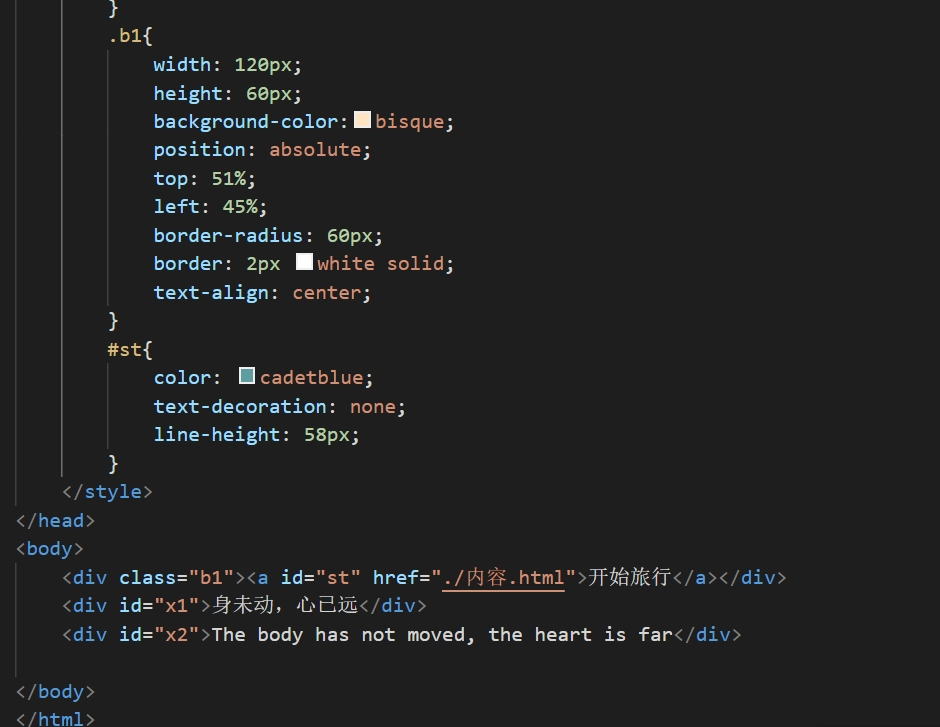 }
.b1{
width: 120px;
height: 60px;
background-color: bisque;
position: absolute;
top: 51%;
left: 45%;
border-radius: 60px;
border: 2px white solid;
text-align: center;
}
#st{
color: cadetblue;
text-decoration: none;
line-height: 58px;
}
</style>
</head>
<body>
<div class="b1"><a id="st" href="./内容.html">开始旅行</a></div>
<div id="x1">身未动，心已远</div>
<div id="x2">The body has not moved, the heart is far</div>
</body>
</html>